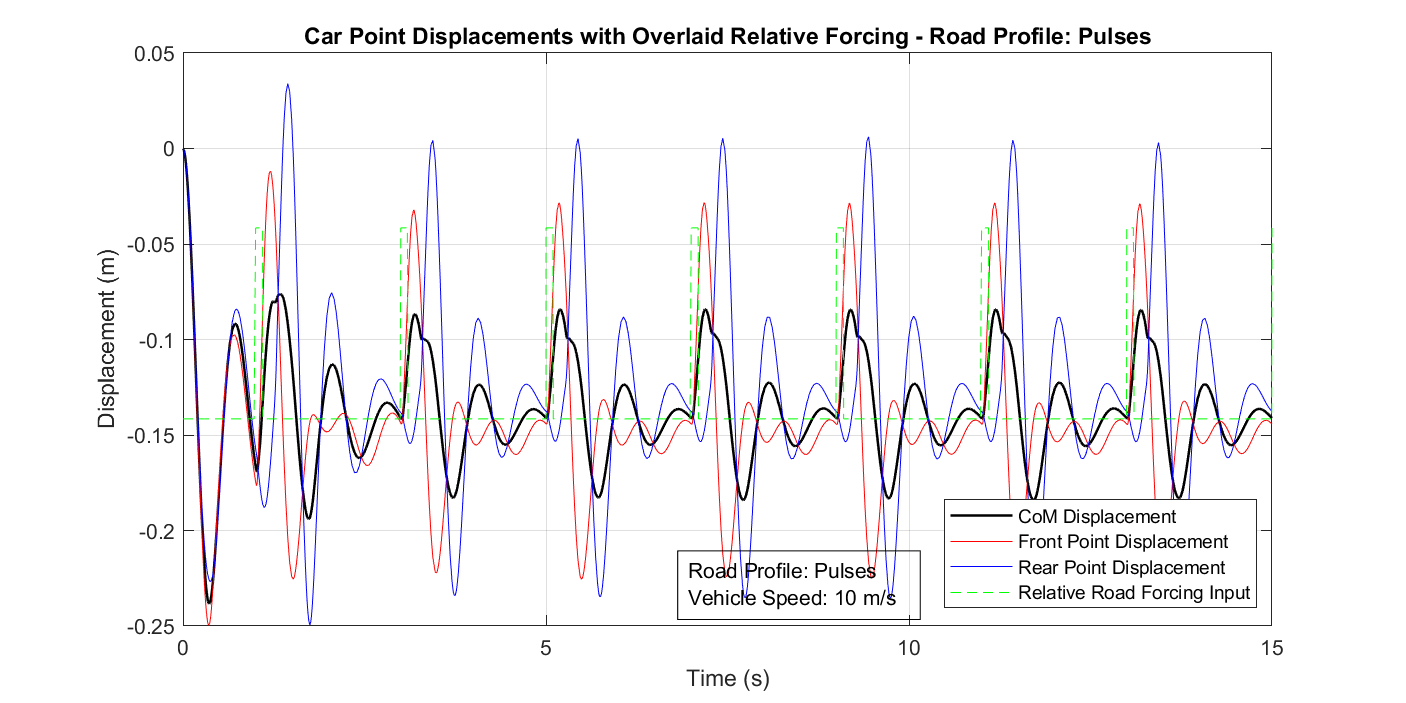 Car Point Displacements with Overlaid Relative Forcing - Road Profile: Pulses
Displacement (m)
0.05
0
-0.05
-0.1
-0.15
-0.2
-0.25
CoM Displacement
Front Point Displacement
Rear Point Displacement
Relative Road Forcing Input
Road Profile: Pulses
Vehicle Speed: 10 m/s
0 5 10 15
Time (s)